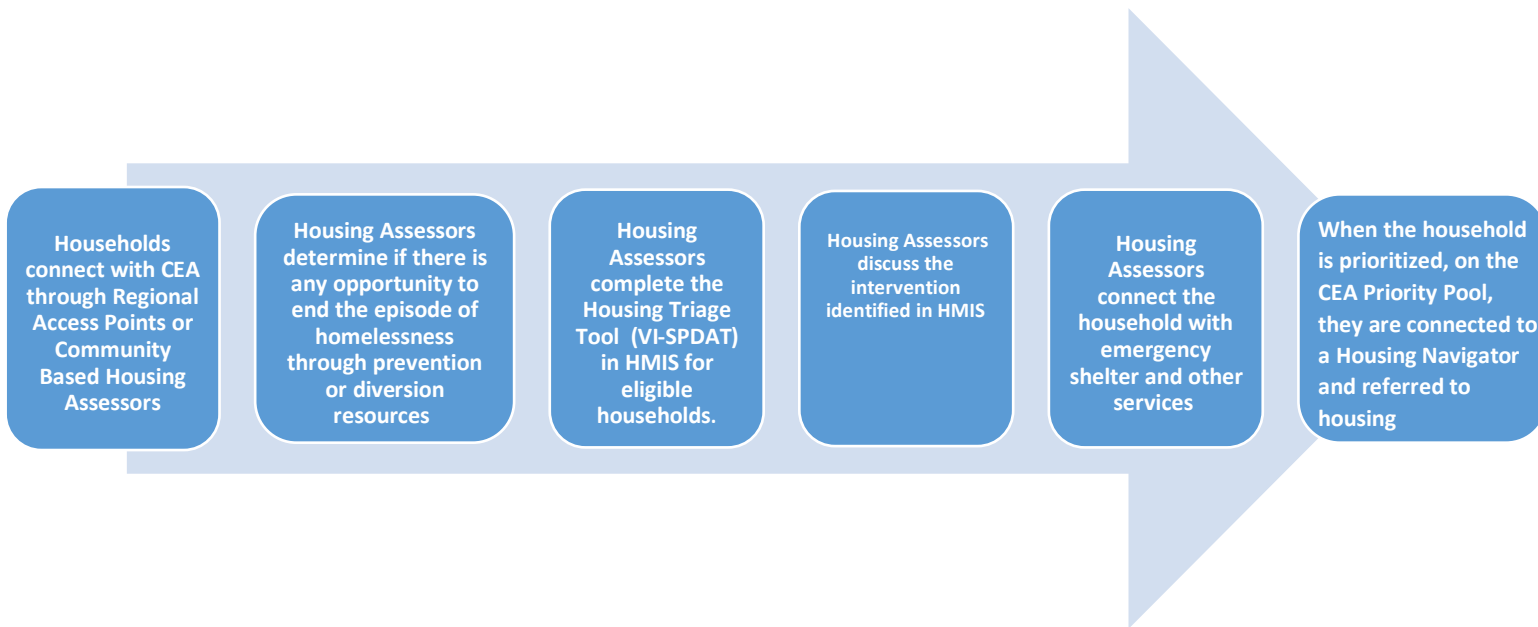 Households
connect with CEA
through Regional
Access Points or
Community
Based Housing
Assessors
Housing Assessors
determine if there is
any opportunity to
end the episode of
homelessness
through prevention
or diversion
resources
Housing
Assessors
complete the
Housing Triage
Tool (VI-SPDAT)
in HMIS for
eligible
households.
Housing Assessors
discuss the
intervention
identified in HMIS
Housing
Assessors
connect the
household with
emergency
shelter and other
services
When the household
is prioritized, on the
CEA Priority Pool,
they are connected to
a Housing Navigator
and referred to
housing